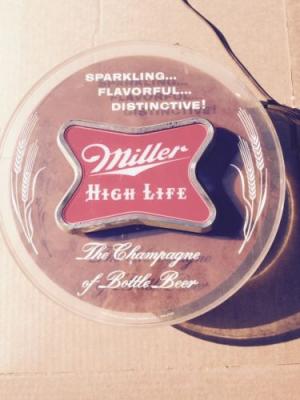 SPARKLING...
FLAVORFUL...
DISTINCTIVE!
Miller
HIGH LIFE
The Champagne
of Bottle Beer